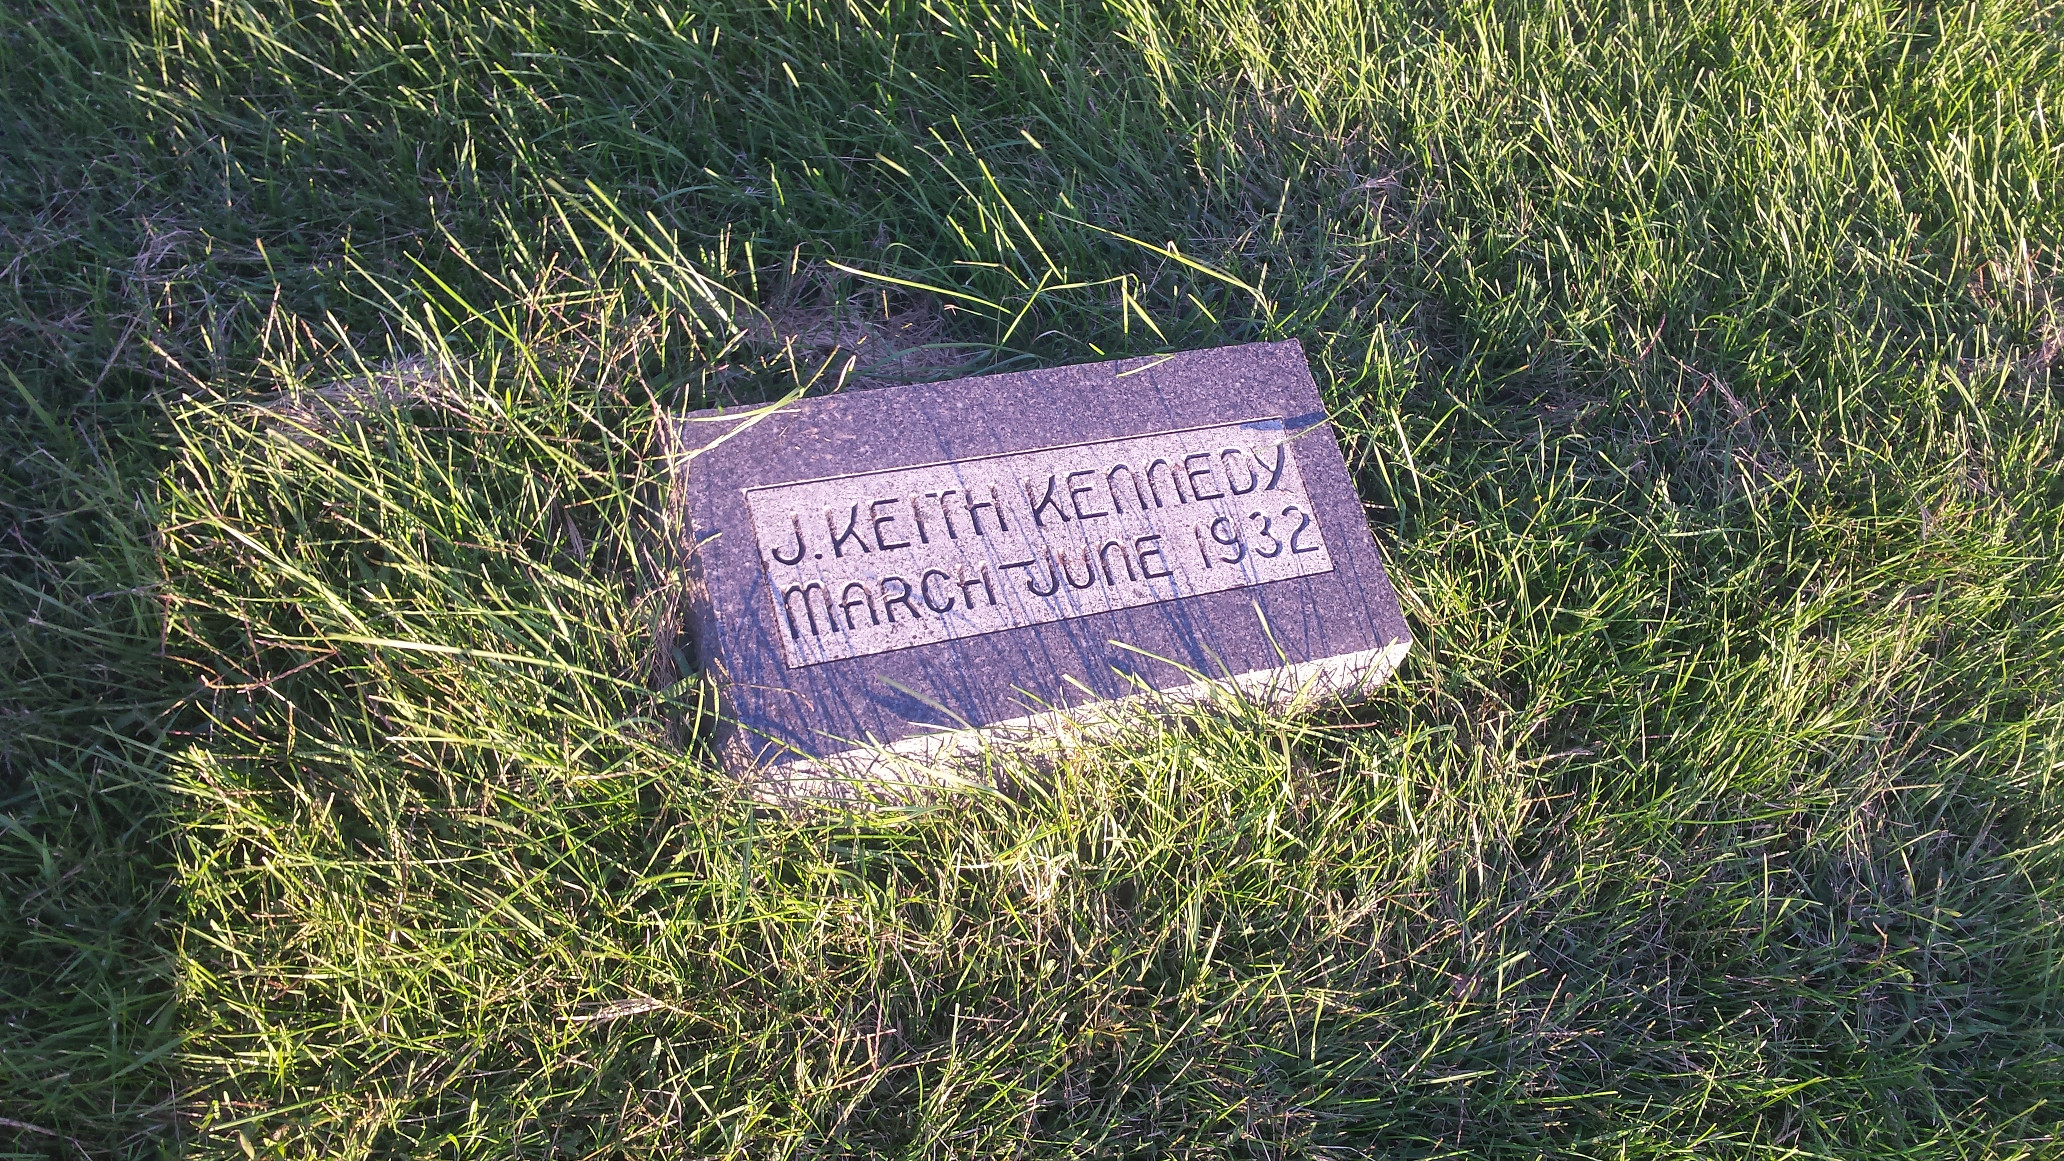 J. KEITH KENNEDY
MARCH-JUNE 1932